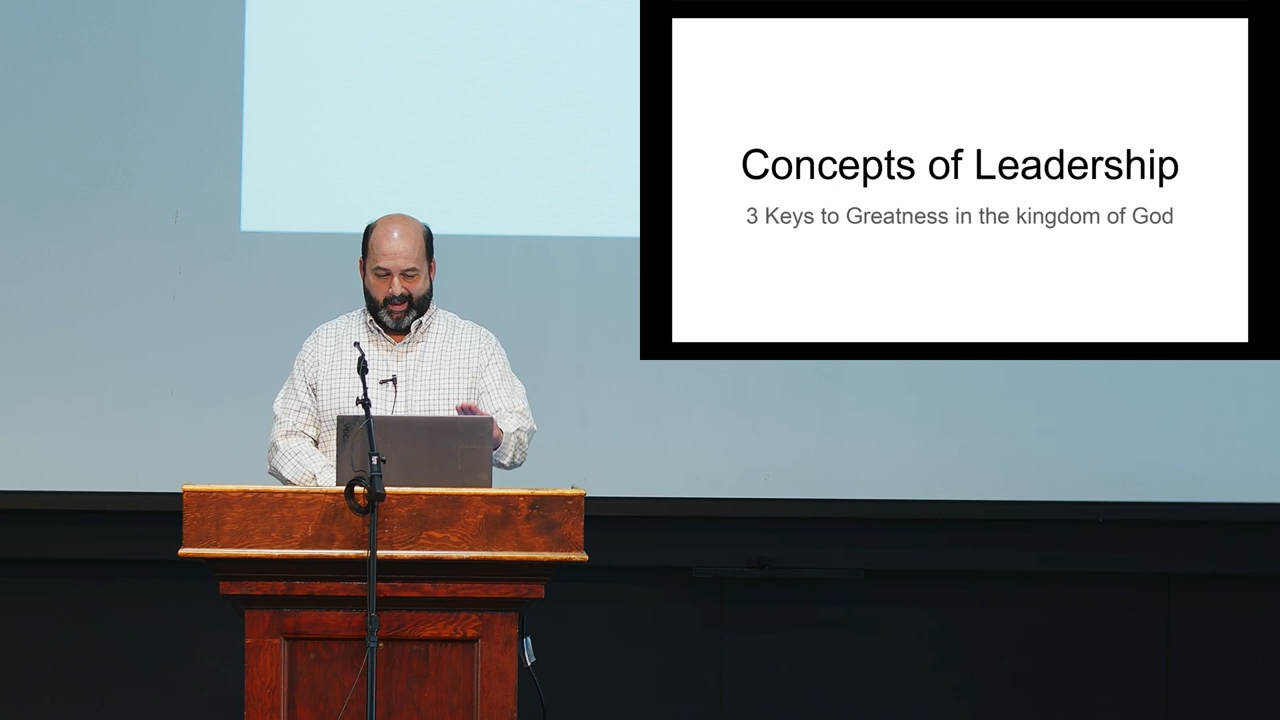 Concepts of Leadership
3 Keys to Greatness in the kingdom of God